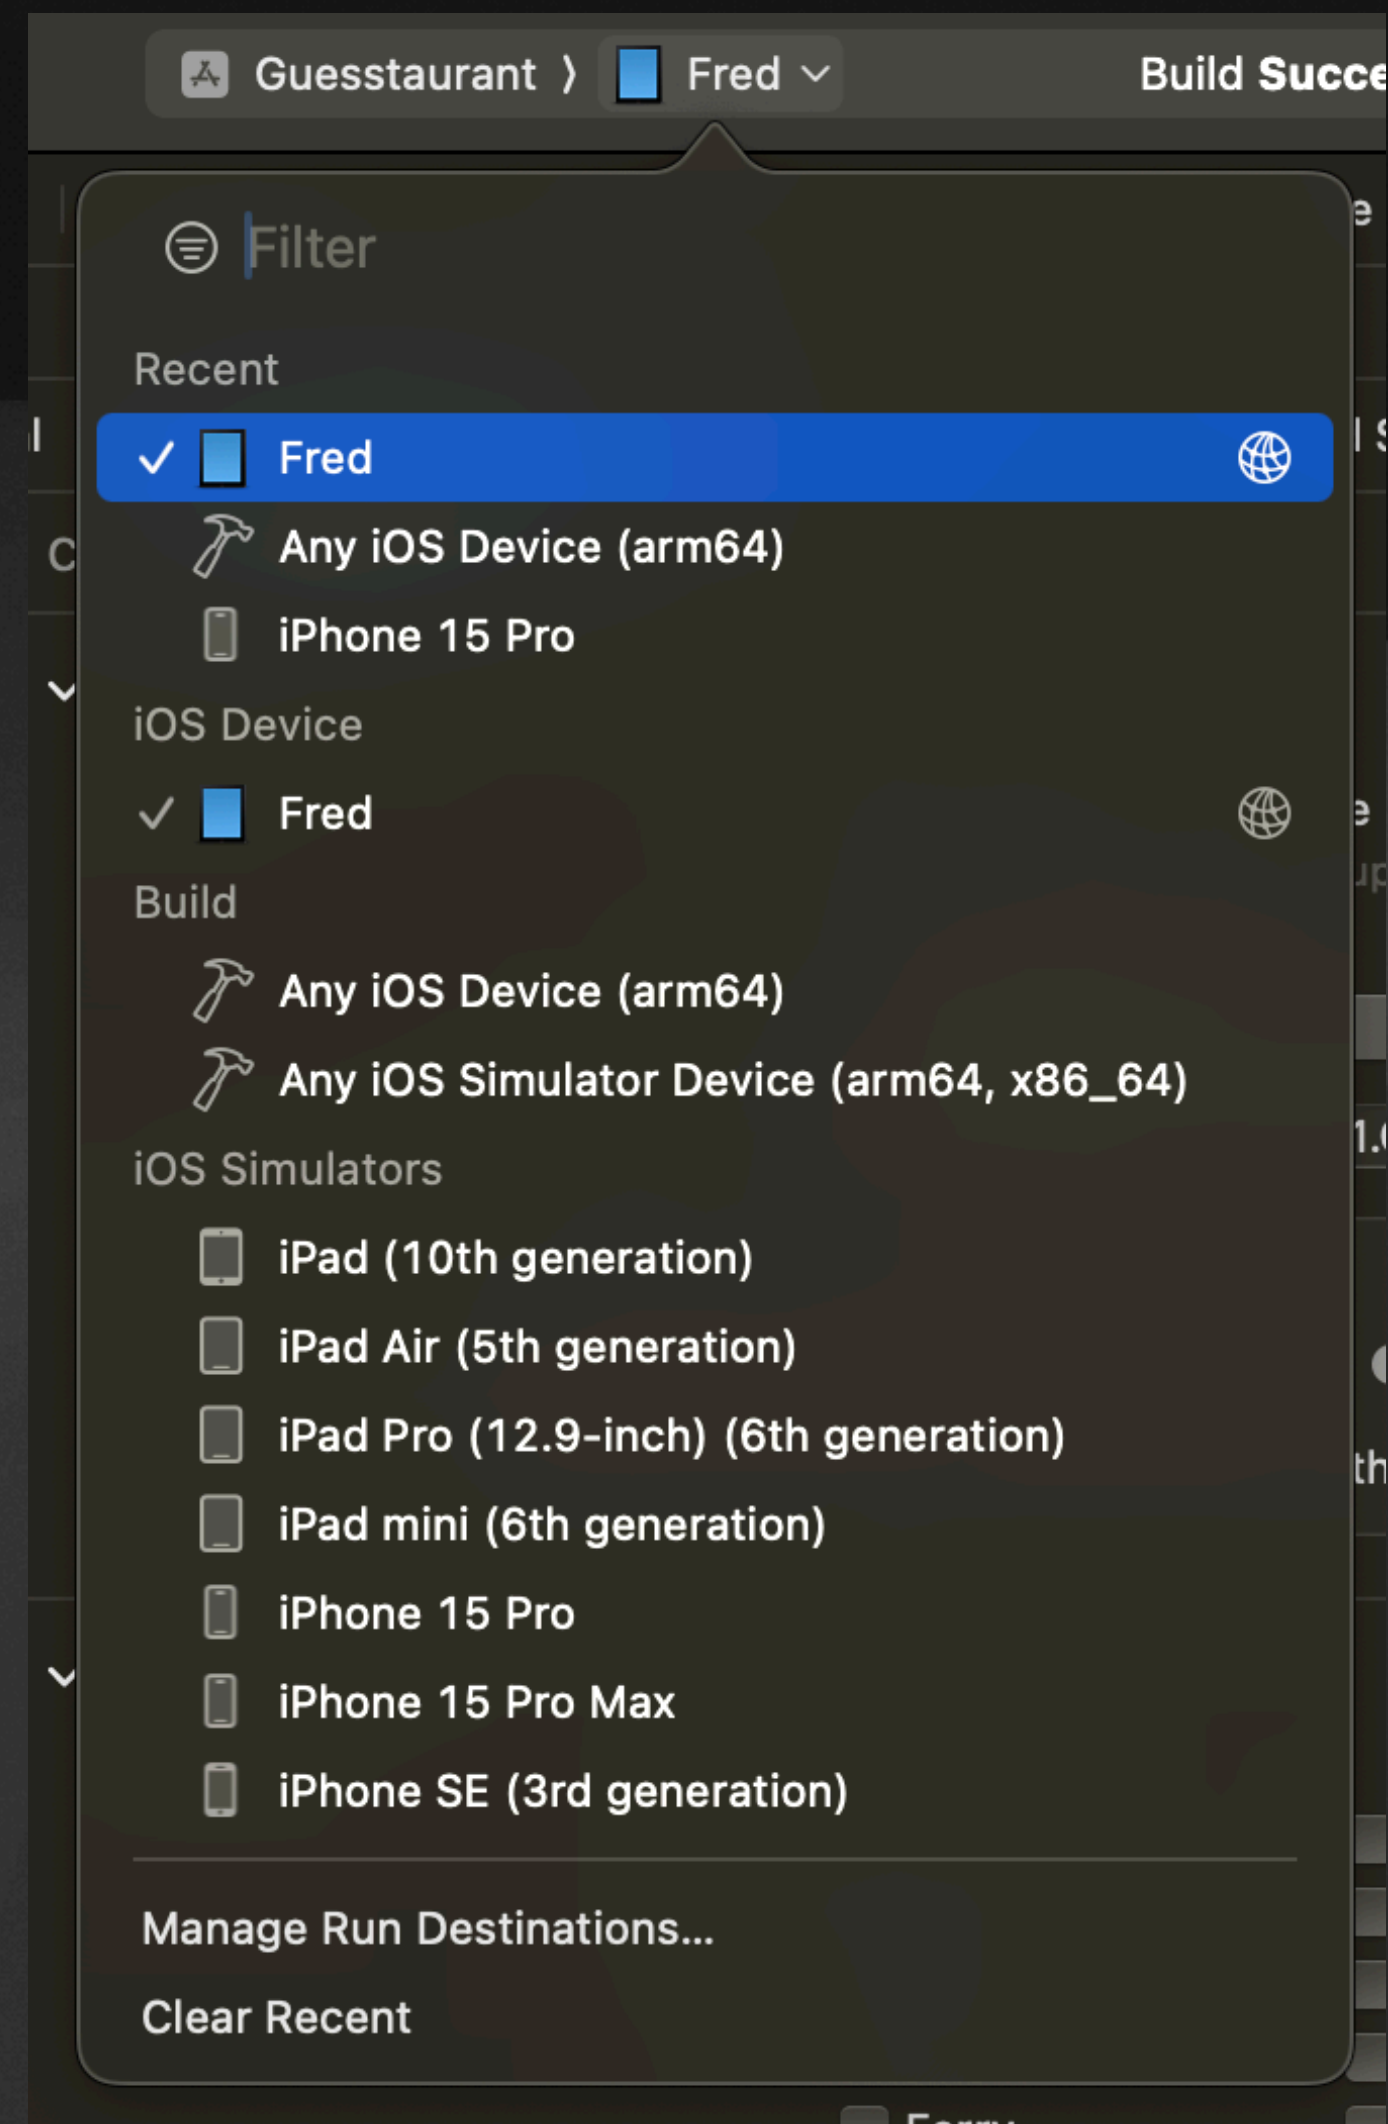 Guesstaurant ⟩ Fred
Build Succe
Filter
Recent
Fred
Any iOS Device (arm64)
iPhone 15 Pro
iOS Device
Fred
Build
Any iOS Device (arm64)
Any iOS Simulator Device (arm64, x86_64)
iOS Simulators
iPad (10th generation)
iPad Air (5th generation)
iPad Pro (12.9-inch) (6th generation)
iPad mini (6th generation)
iPhone 15 Pro
iPhone 15 Pro Max
iPhone SE (3rd generation)
Manage Run Destinations...
Clear Recent